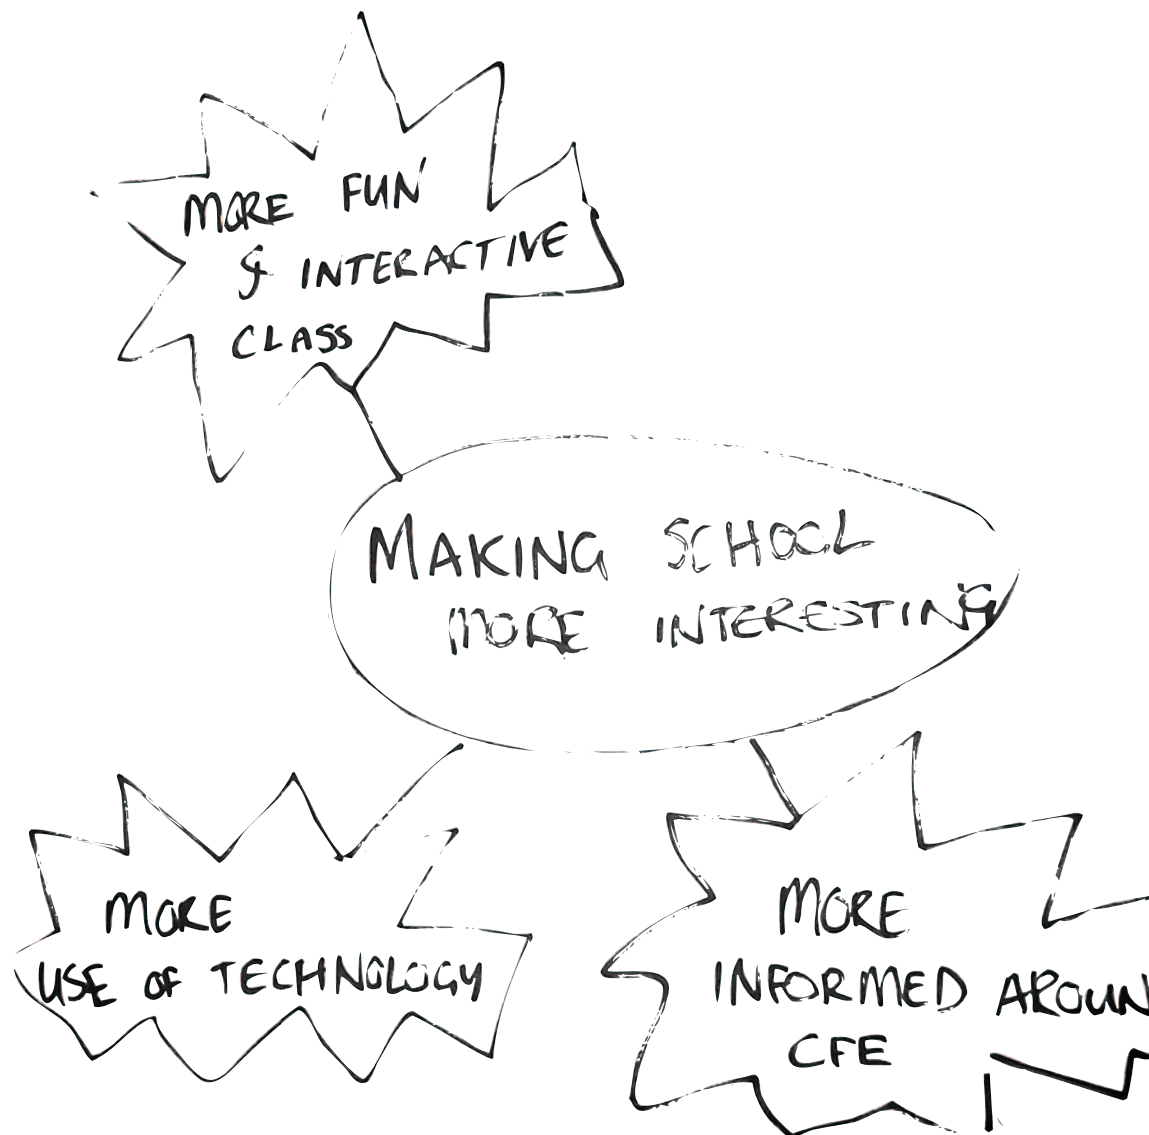 MORE FUN
& INTERACTIVE
CLASS
MAKING SCHOOL
MORE INTERESTING
MORE
USE OF TECHNOLOGY
MORE
INFORMED AROUN
CFE